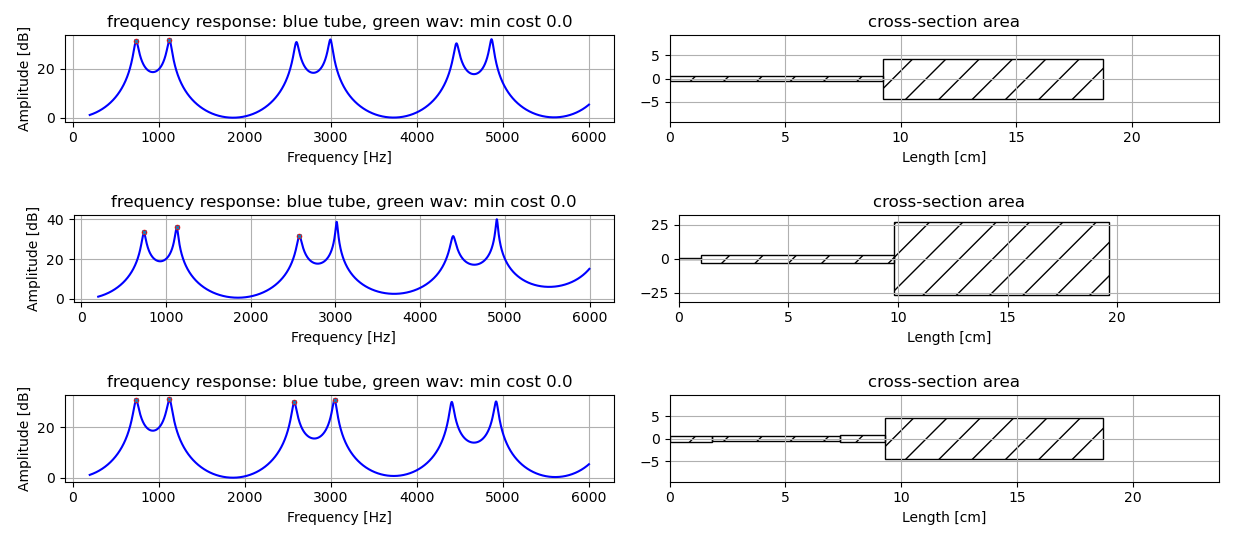 frequency response: blue tube, green wav: min cost 0.0
cross-section area
Amplitude [dB]
20
0
0 1000 2000 3000 4000 5000 6000
Frequency [Hz]
5
0
−5
0 5 10 15 20
Length [cm]
frequency response: blue tube, green wav: min cost 0.0
cross-section area
Amplitude [dB]
40
20
0
0 1000 2000 3000 4000 5000 6000
Frequency [Hz]
25
0
−25
0 5 10 15 20
Length [cm]
frequency response: blue tube, green wav: min cost 0.0
cross-section area
Amplitude [dB]
20
0
0 1000 2000 3000 4000 5000 6000
Frequency [Hz]
5
0
−5
0 5 10 15 20
Length [cm]